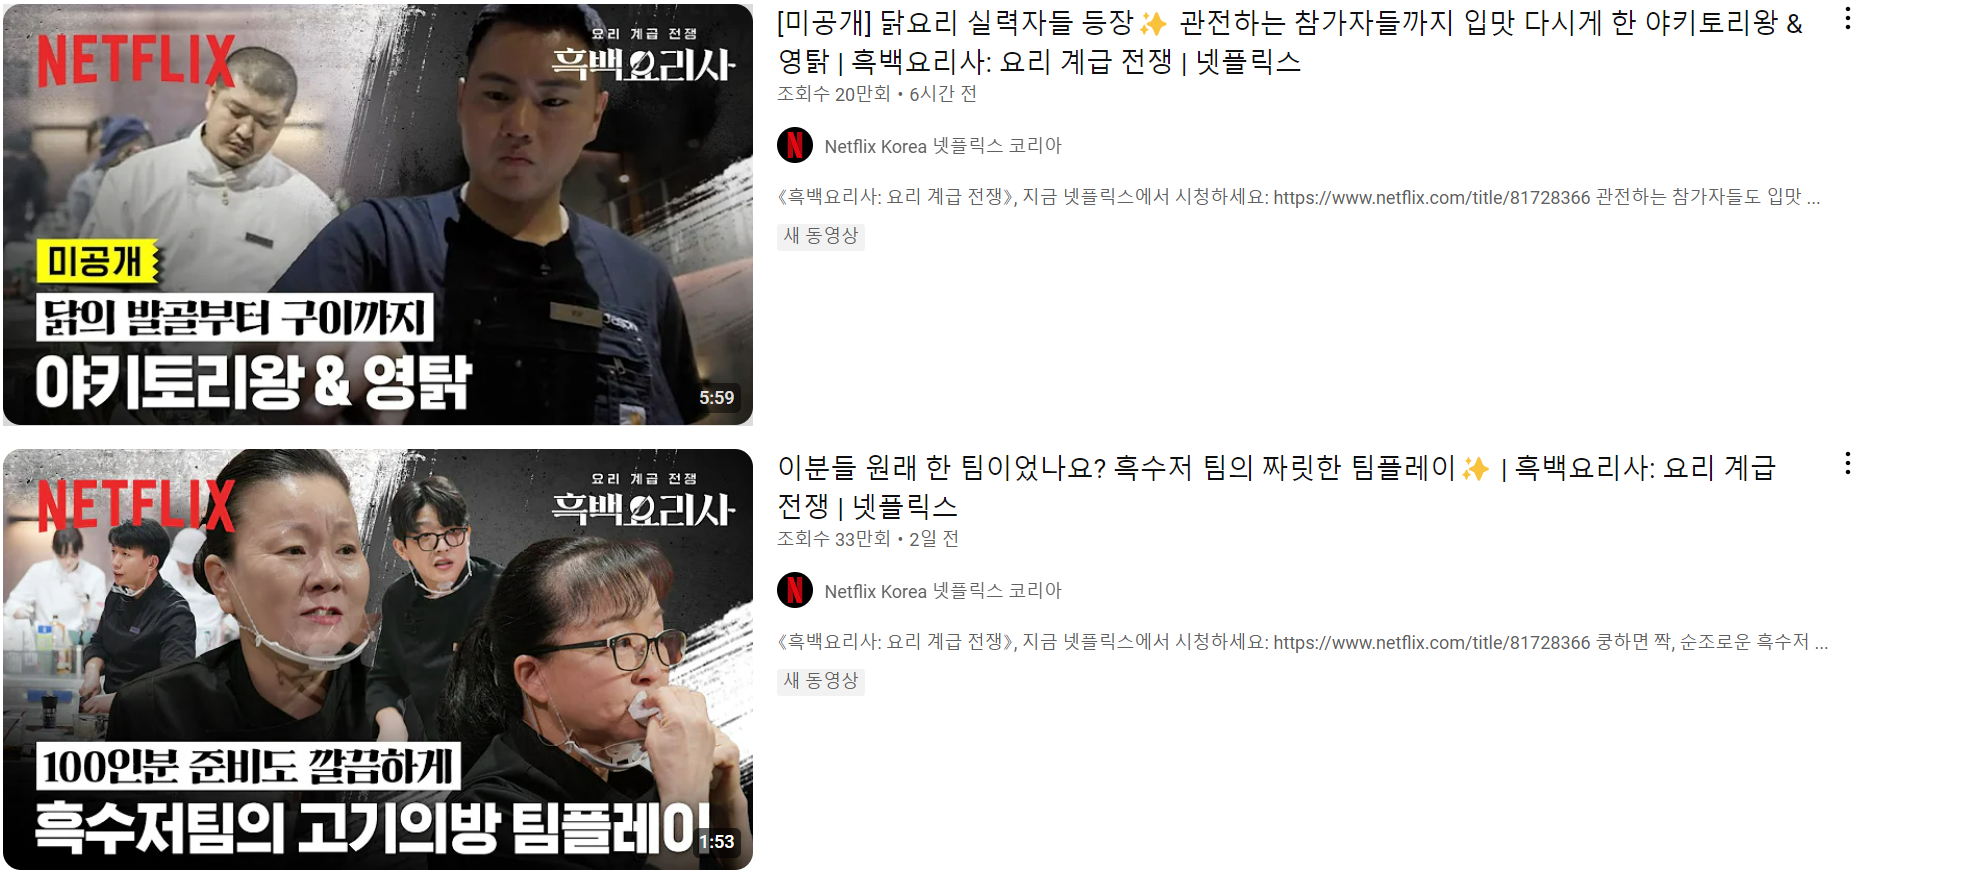 NETFLIX
요리 계급 전쟁
흑백요리사
미공개
닭의 발골부터 구이까지
야키토리왕 & 영탉
5:59
[미공개] 닭요리 실력자들 등장✨ 관전하는 참가자들까지 입맛 다시게 한 야키토리왕 &
영탉 | 흑백요리사: 요리 계급 전쟁 | 넷플릭스
조회수 20만회 • 6시간 전
Netflix Korea 넷플릭스 코리아
《흑백요리사: 요리 계급 전쟁》, 지금 넷플릭스에서 시청하세요: https://www.netflix.com/title/81728366 관전하는 참가자들도 입맛 ...
새 동영상
NETFLIX
요리 계급 전쟁
흑백요리사
100인분 준비도 깔끔하게
흑수저팀의 고기의방 팀플레이
1:53
이분들 원래 한 팀이었나요? 흑수저 팀의 짜릿한 팀플레이✨ | 흑백요리사: 요리 계급
전쟁 | 넷플릭스
조회수 33만회 • 2일 전
Netflix Korea 넷플릭스 코리아
《흑백요리사: 요리 계급 전쟁》, 지금 넷플릭스에서 시청하세요: https://www.netflix.com/title/81728366 쿵하면 짝, 순조로운 흑수저 ...
새 동영상